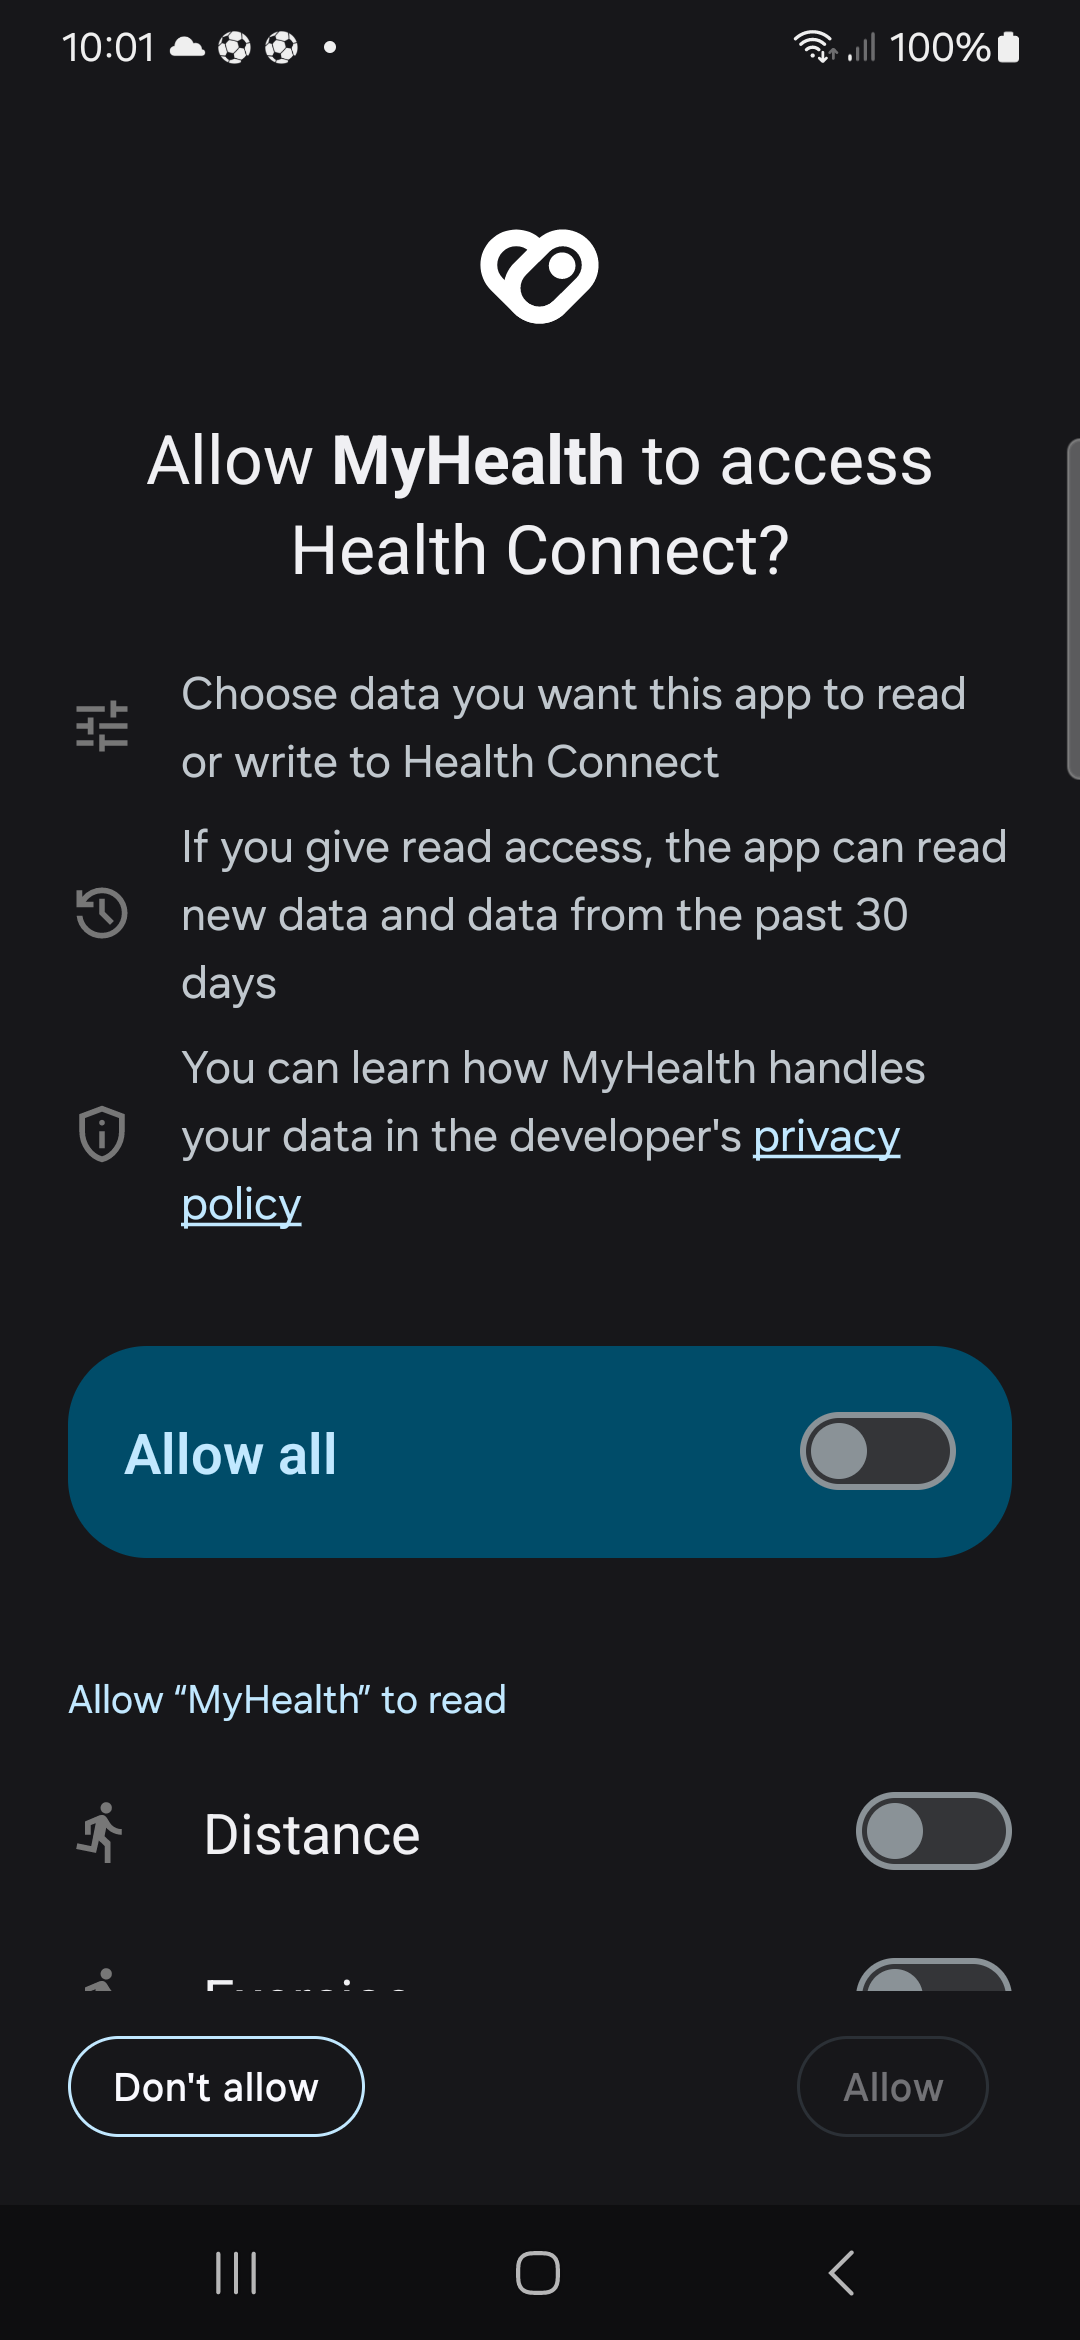 10:01
100%
Allow MyHealth to access
Health Connect?
Choose data you want this app to read
or write to Health Connect
If you give read access, the app can read
new data and data from the past 30
days
You can learn how MyHealth handles
your data in the developer's privacy
policy
Allow all
Allow “MyHealth” to read
Distance
Exercise
Don't allow
Allow